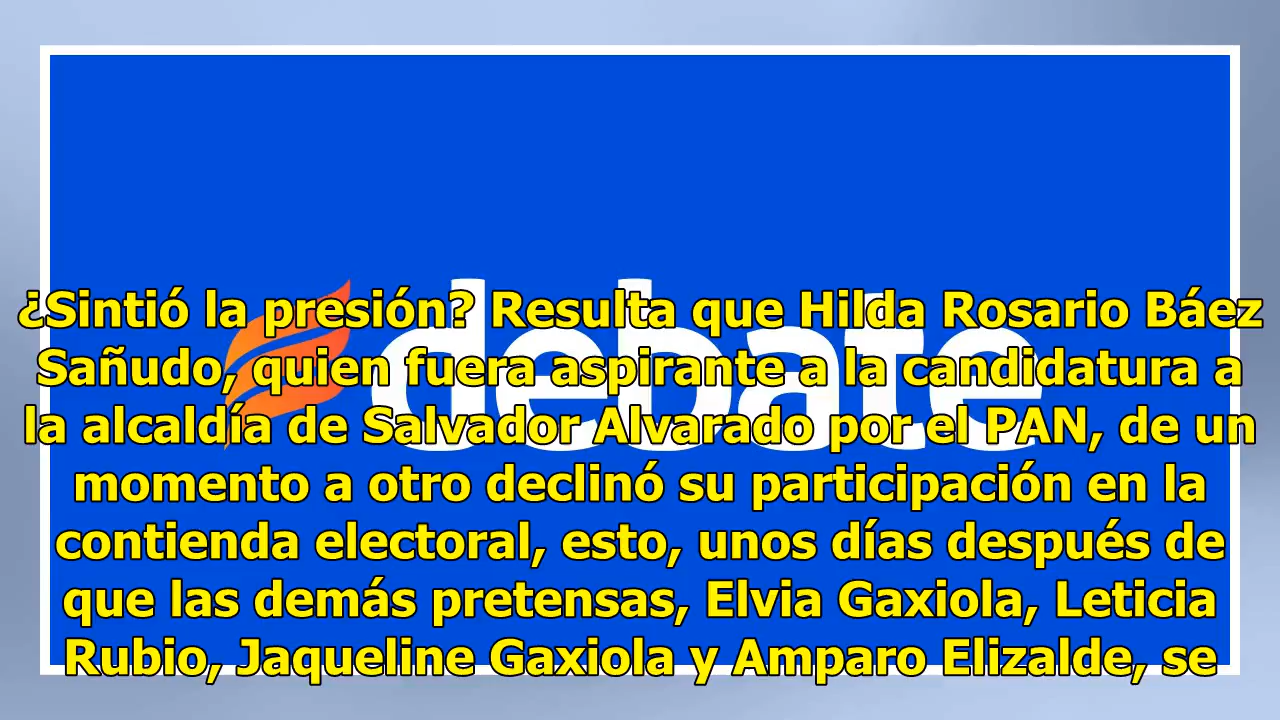 debate
¿Sintió la presión? Resulta que Hilda Rosario Báez
Sañudo, quien fuera aspirante a la candidatura a
la alcaldía de Salvador Alvarado por el PAN, de un
momento a otro declinó su participación en la
contienda electoral, esto, unos días después de
que las demás pretensas, Elvia Gaxiola, Leticia
Rubio, Jaqueline Gaxiola y Amparo Elizalde, se